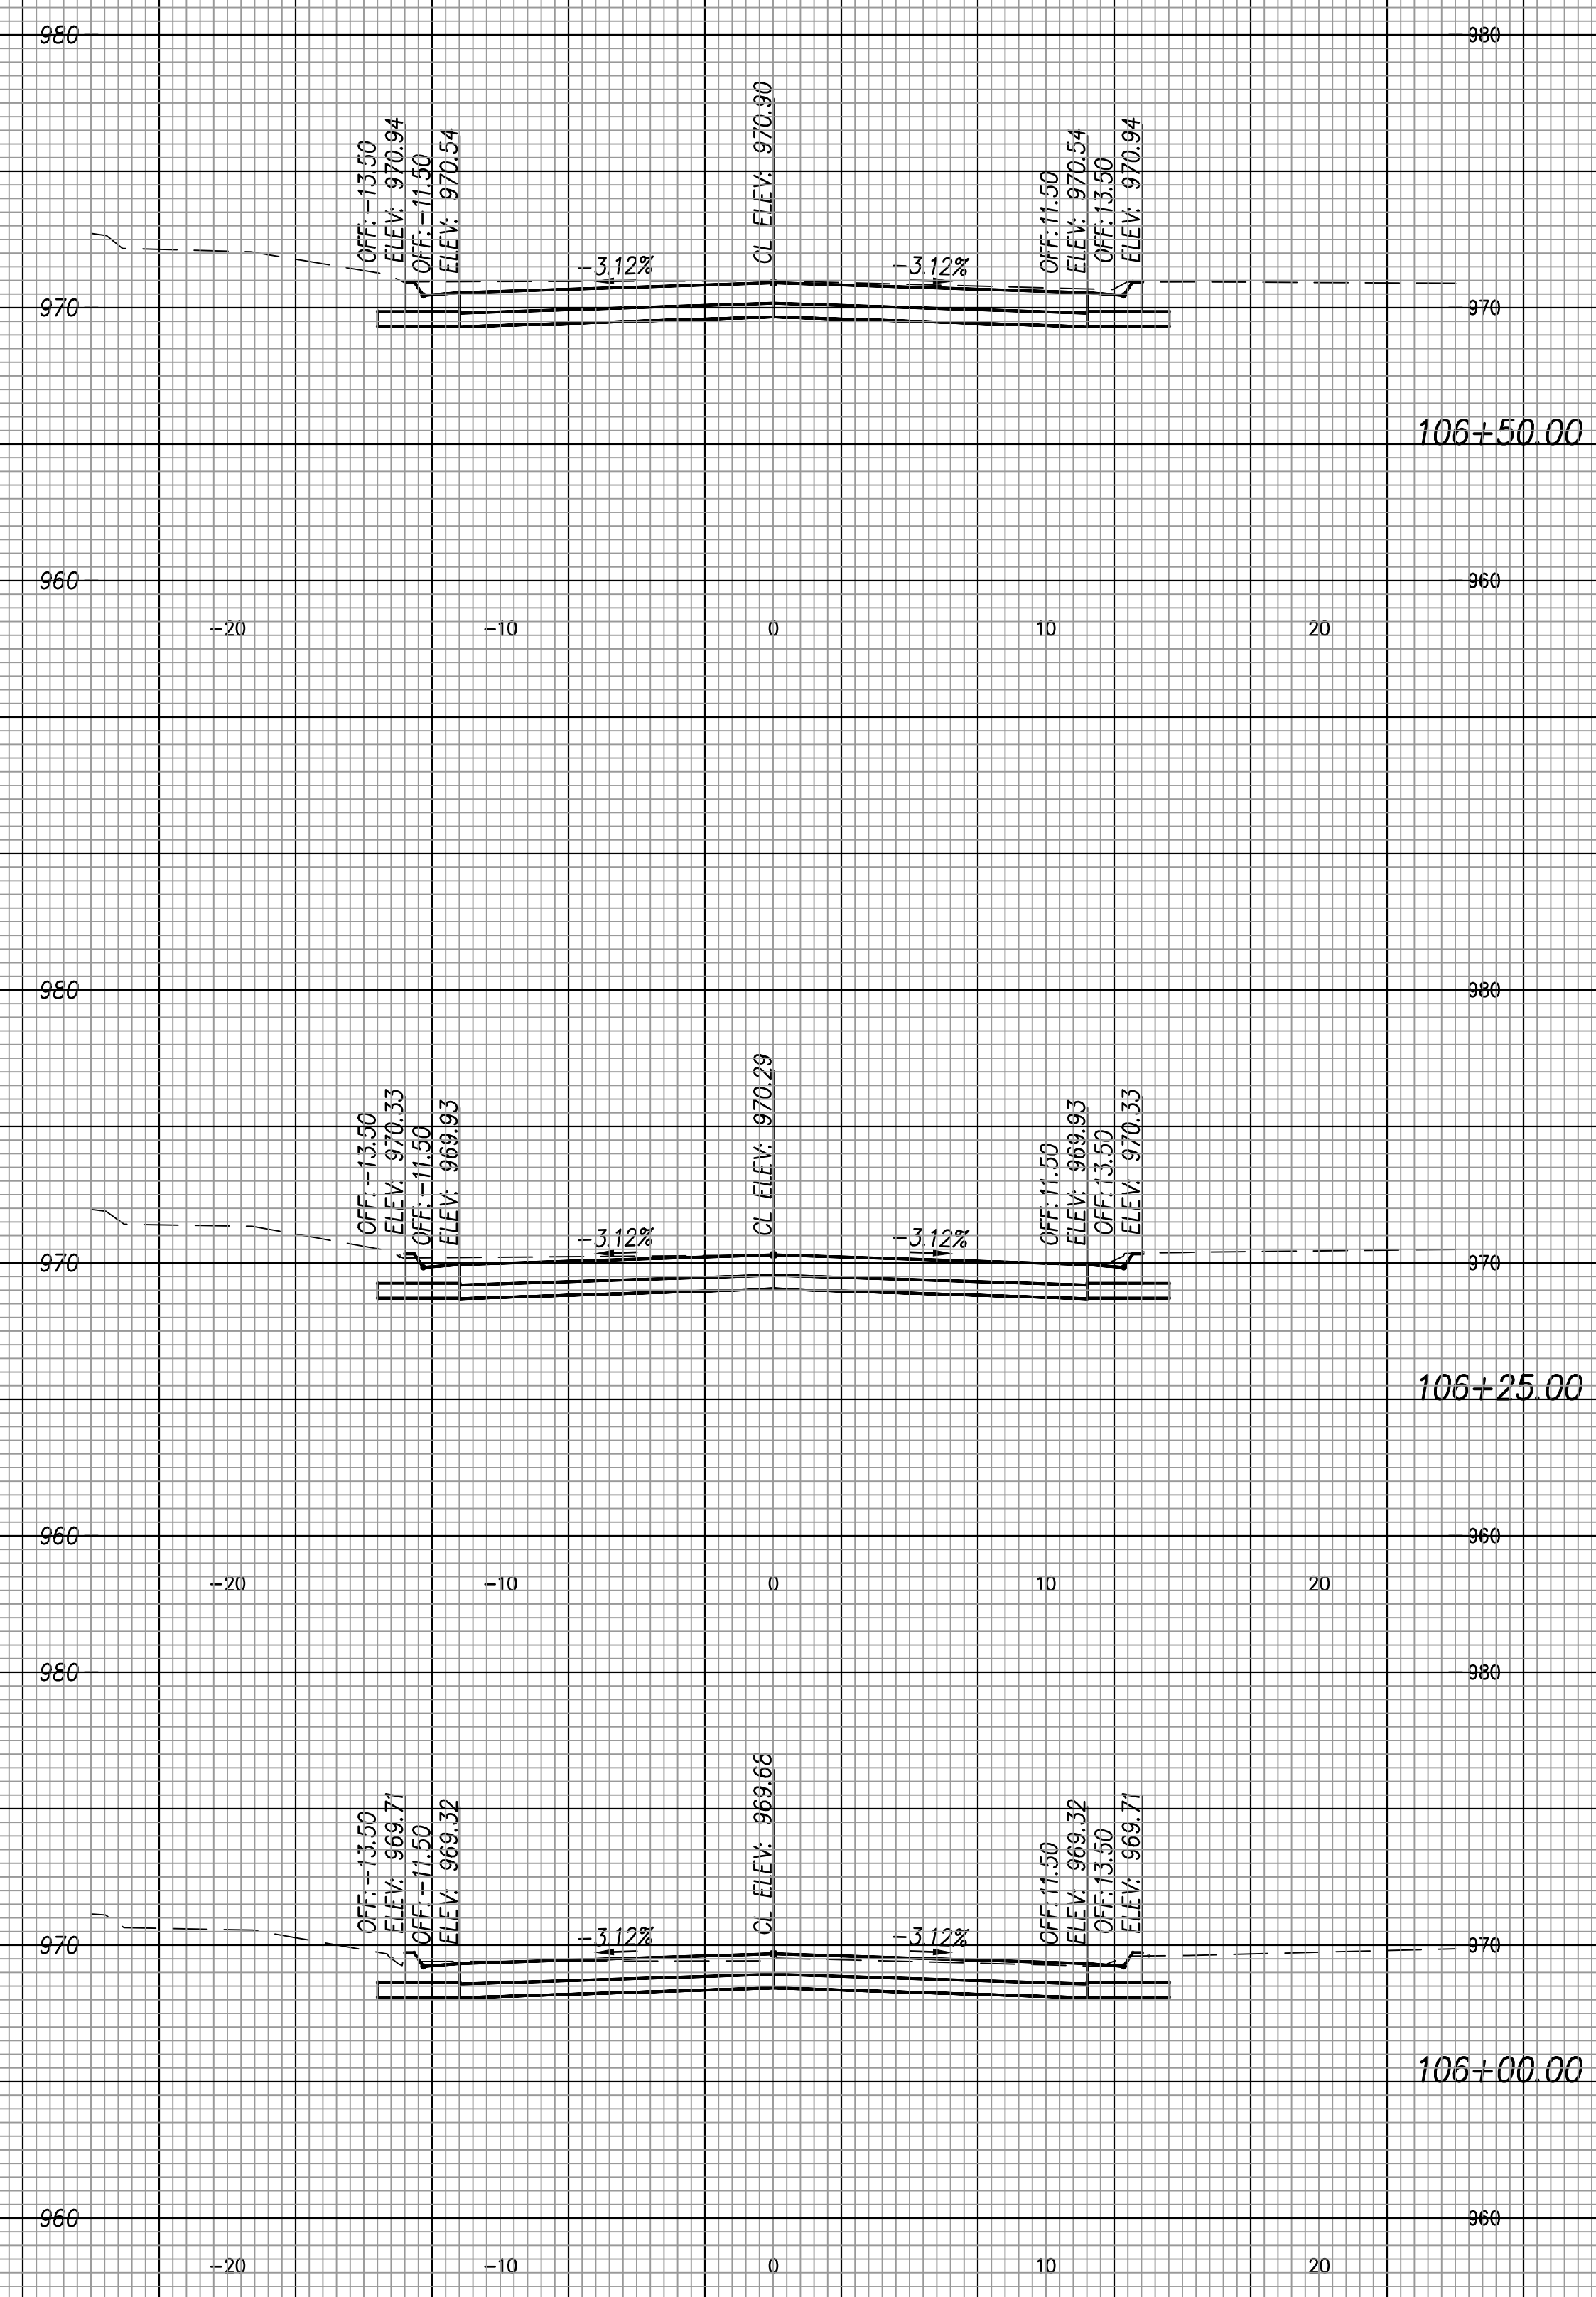 980 980
OFF:-13.50
ELEV: 970.94
OFF:-11.50
ELEV: 970.54
CL ELEV: 970.90
OFF:11.50
ELEV: 970.54
OFF:13.50
ELEV: 970.94
-3.12% -3.12%
970 970
106+50.00
960 960
-20 -10 0 10 20
980 980
OFF:-13.50
ELEV: 970.33
OFF:-11.50
ELEV: 969.93
CL ELEV: 970.29
OFF:11.50
ELEV: 969.93
OFF:13.50
ELEV: 970.33
-3.12% -3.12%
970 970
106+25.00
960 960
-20 -10 0 10 20
980 980
OFF:-13.50
ELEV: 969.71
OFF:-11.50
ELEV: 969.32
CL ELEV: 969.68
OFF:11.50
ELEV: 969.32
OFF:13.50
ELEV: 969.71
-3.12% -3.12%
970 970
106+00.00
960 960
-20 -10 0 10 20